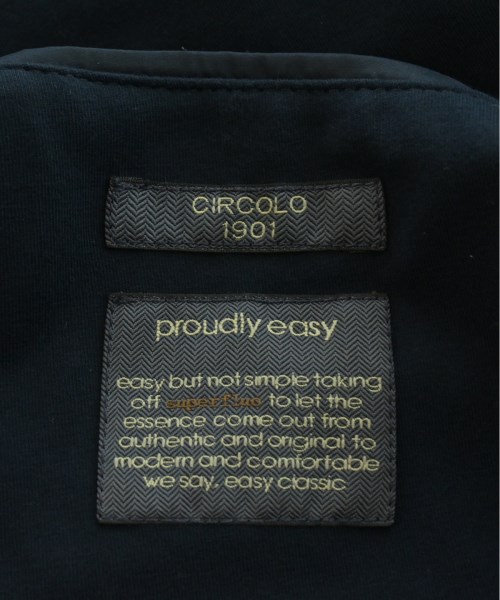 CIRCOLO
1901
proudly easy
easy but not simple taking
off superfluo to let the
essence come out from
authentic and original to
modern and comfortable
we say, easy classic